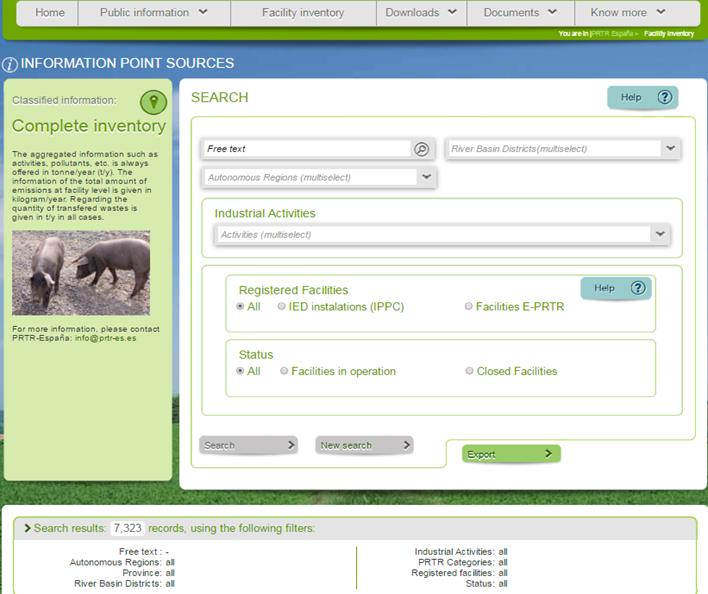 Home Public information Facility inventory Downloads Documents Know more
You are in |PRTR España » Facility Inventory
i INFORMATION POINT SOURCES
Classified information:
Complete inventory
The aggregated information such as
activities, pollutants, etc. is always
offered in tonne/year (t/y). The
information of the total amount of
emissions at facility level is given in
kilogram/year. Regarding the
quantity of transferred wastes is
given in t/y in all cases.
For more information, please contact
PRTR-España: info@prtr-es.es
SEARCH
Help ?
Free text
River Basin Districts(multiselect)
Autonomous Regions (multiselect)
Industrial Activities
Activities (multiselect)
Registered Facilities
Help ?
All IED instalations (IPPC) Facilities E-PRTR
Status
All Facilities in operation Closed Facilities
Search New search Export
Search results: 7,323 records, using the following filters:
Free text : -
Autonomous Regions: all
Province: all
River Basin Districts: all
Industrial Activities: all
PRTR Categories: all
Registered facilities: all
Status: all